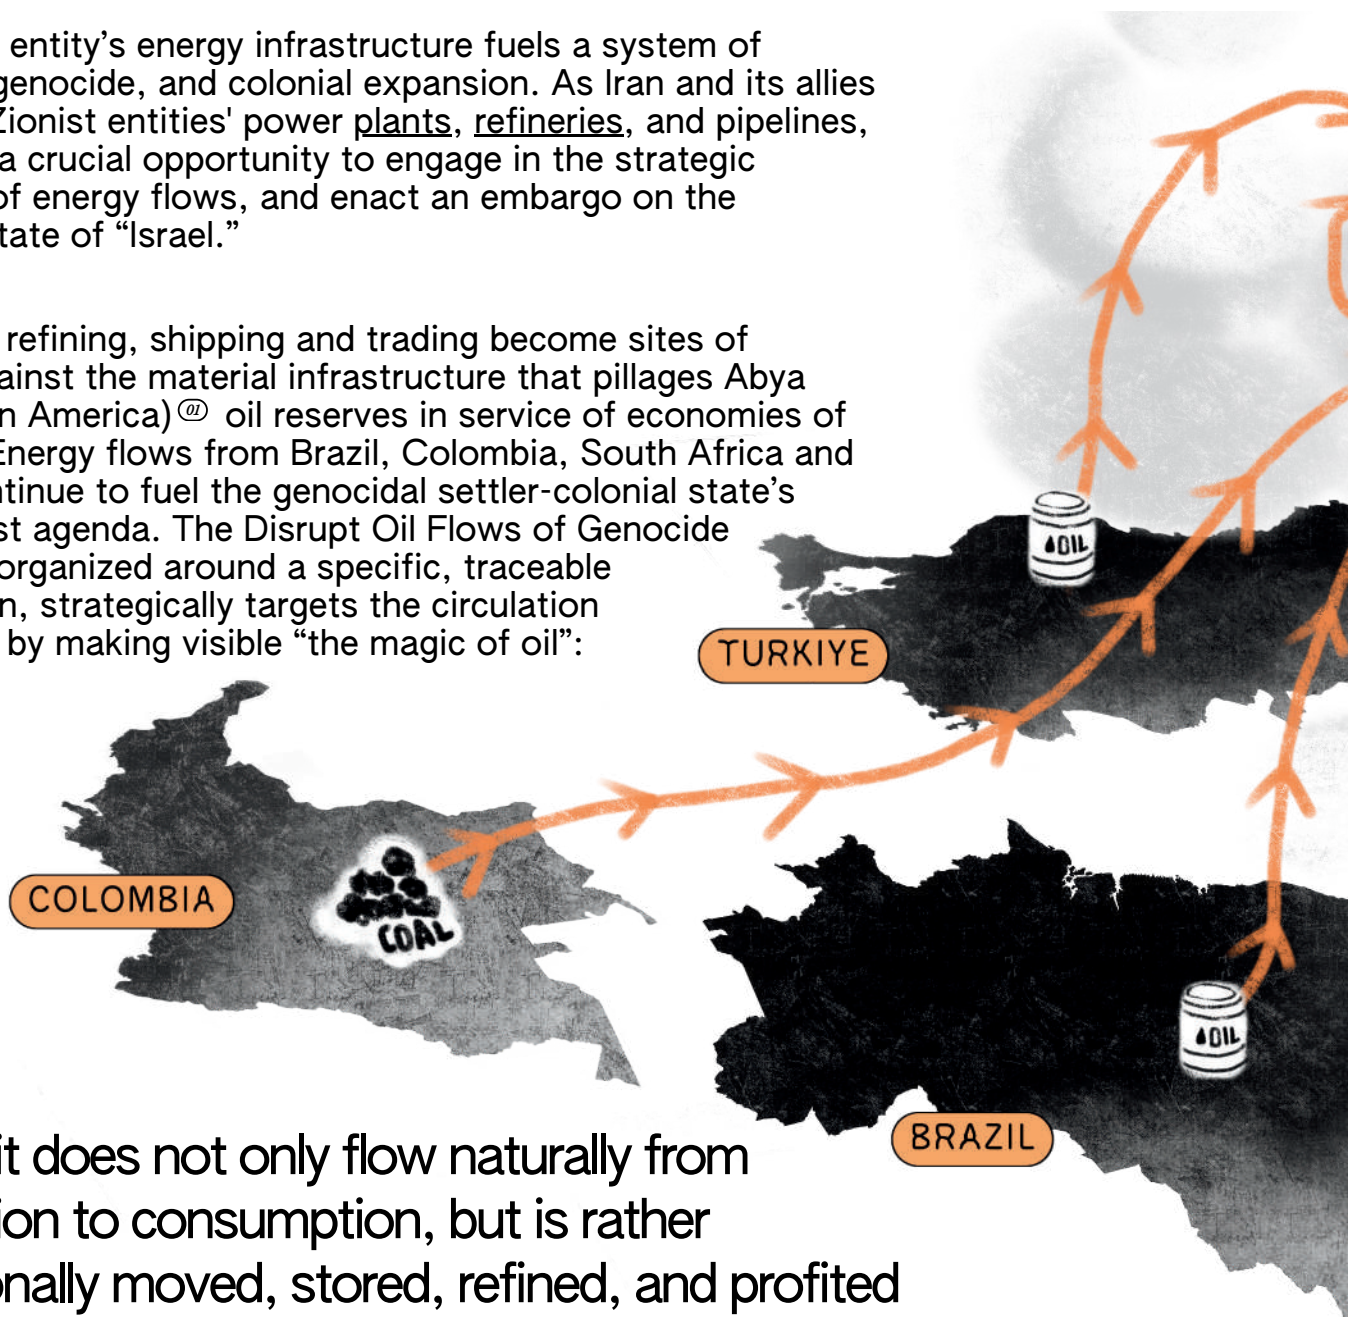 entity’s energy infrastructure fuels a system of
genocide, and colonial expansion. As Iran and its allies
Zionist entities' power plants, refineries, and pipelines,
a crucial opportunity to engage in the strategic
of energy flows, and enact an embargo on the
tate of “Israel.”
refining, shipping and trading become sites of
ainst the material infrastructure that pillages Abya
n America) 01 oil reserves in service of economies of
Energy flows from Brazil, Colombia, South Africa and
ntinue to fuel the genocidal settler-colonial state’s
st agenda. The Disrupt Oil Flows of Genocide
organized around a specific, traceable
n, strategically targets the circulation
by making visible “the magic of oil”:
OIL
TURKIYE
COLOMBIA
COAL
OIL
BRAZIL
it does not only flow naturally from
ion to consumption, but is rather
onally moved, stored, refined, and profited